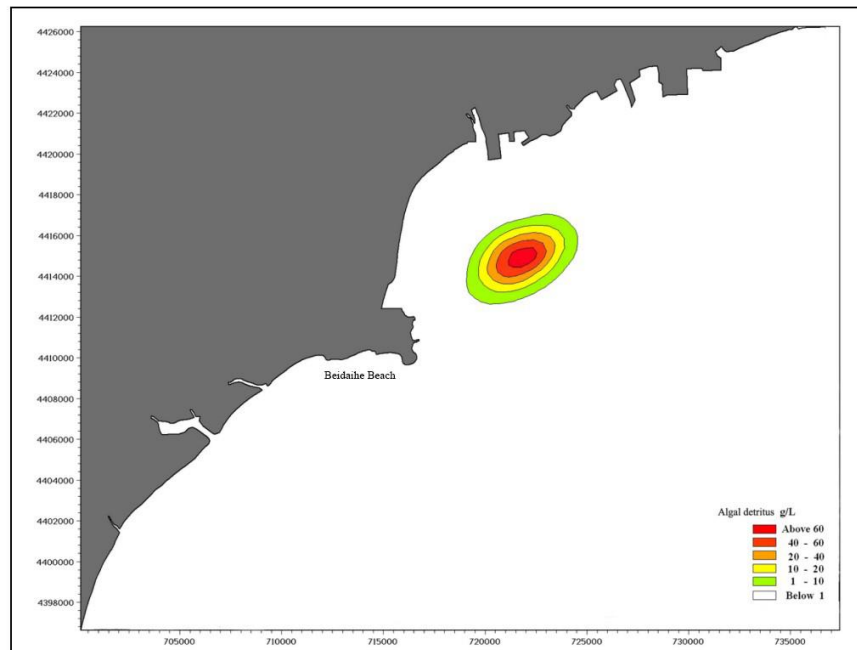 4426000
4424000
4422000
4420000
4418000
4416000
4414000
4412000
4410000
Beidaihe Beach
4408000
4406000
4404000
4402000
4400000
4398000
Algal detritus g/L
Above 60
40 - 60
20 - 40
10 - 20
1 - 10
Below 1
705000 710000 715000 720000 725000 730000 735000